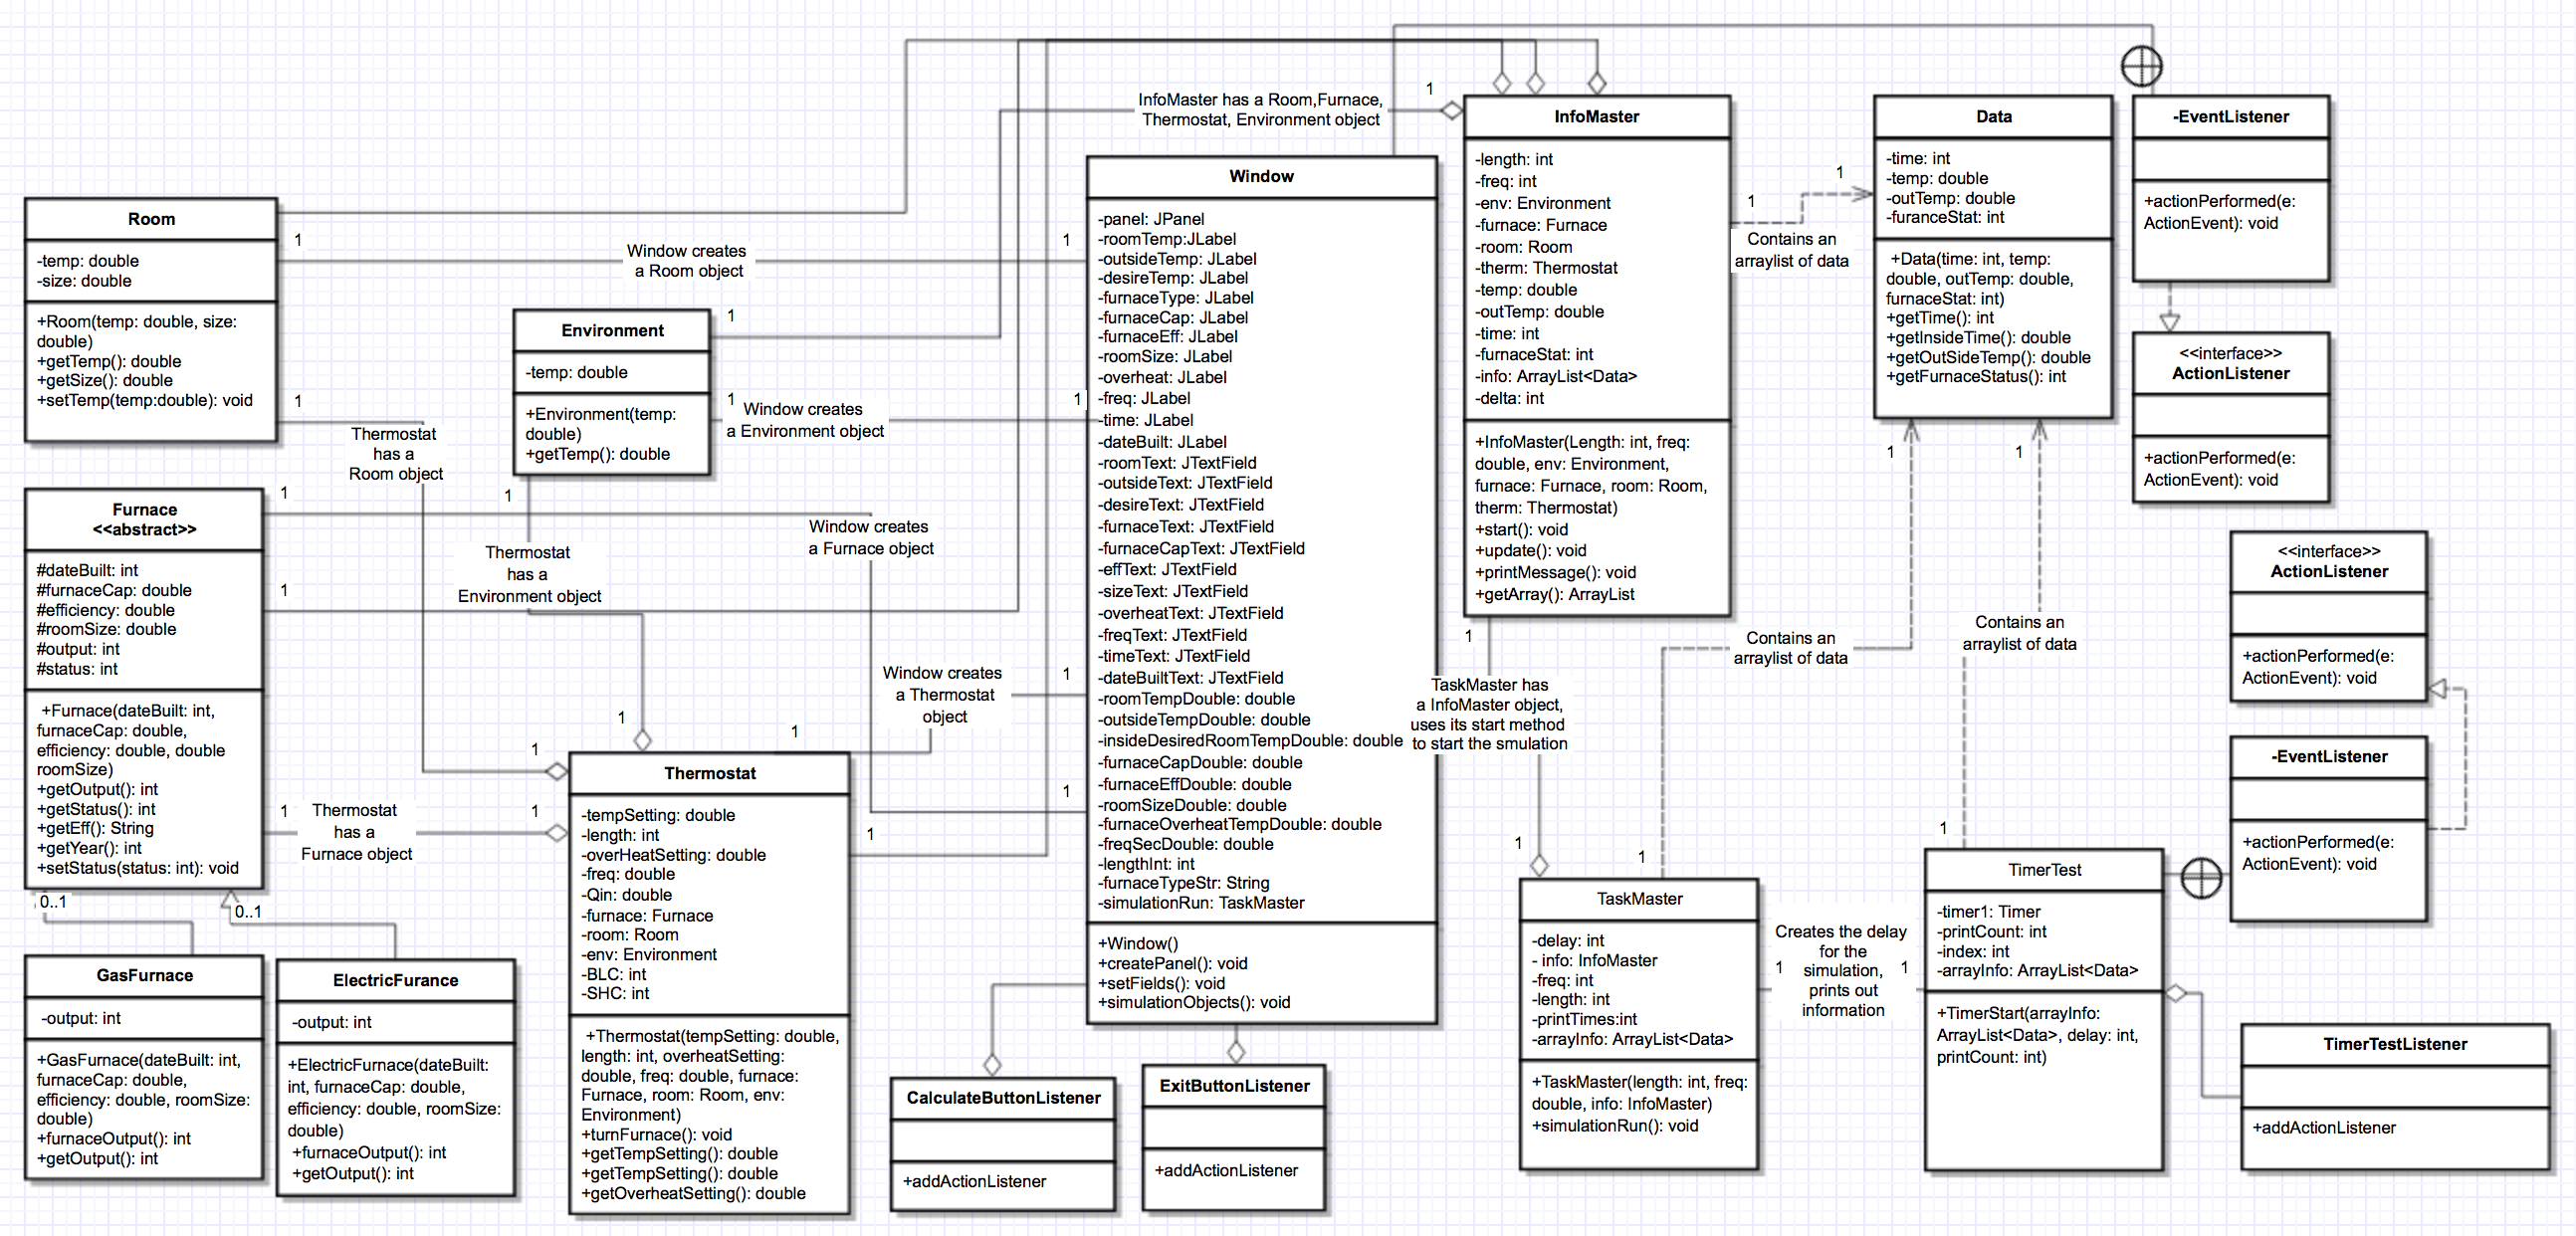 Room
-temp: double
-size: double
+Room(temp: double, size:
double)
+getTemp(): double
+getSize(): double
+setTemp(temp:double): void
1
1
Window creates
a Room object
1
Thermostat
has a
Room object
Environment
-temp: double
+Environment(temp:
double)
+getTemp(): double
1
1
1
Window creates
a Environment object
1
Thermostat
has a
Environment object
1
InfoMaster has a Room,Furnace,
Thermostat, Environment object
1
Furnace
<<abstract>>
#dateBuilt: int
#furnaceCap: double
#efficiency: double
#roomSize: double
#output: int
#status: int
+Furnace(dateBuilt: int,
furnaceCap: double,
efficiency: double, double
roomSize)
+getOutput(): int
+getStatus(): int
+getEff(): String
+getYear(): int
+setStatus(status: int): void
1
1
1
Window creates
a Furnace object
Thermostat
has a
Furnace object
1
1
0..1
0..1
GasFurnace
-output: int
+GasFurnace(dateBuilt: int,
furnaceCap: double,
efficiency: double, roomSize:
double)
+furnaceOutput(): int
+getOutput(): int
ElectricFurance
-output: int
+ElectricFurnace(dateBuilt:
int, furnaceCap: double,
efficiency: double, roomSize:
double)
+furnaceOutput(): int
+getOutput(): int
Thermostat
-tempSetting: double
-length: int
-overHeatSetting: double
-freq: double
-Qin: double
-furnace: Furnace
-room: Room
-env: Environment
-BLC: int
-SHC: int
+Thermostat(tempSetting: double,
length: int, overheatSetting:
double, freq: double, furnace:
Furnace, room: Room, env:
Environment)
+turnFurnace(): void
+getTempSetting(): double
+getTempSetting(): double
+getOverheatSetting(): double
1
1
Window creates
a Thermostat
object
1
1
Window
-panel: JPanel
-roomTemp:JLabel
-outsideTemp: JLabel
-desireTemp: JLabel
-furnaceType: JLabel
-furnaceCap: JLabel
-furnaceEff: JLabel
-roomSize: JLabel
-overheat: JLabel
-freq: JLabel
-time: JLabel
-dateBuilt: JLabel
-roomText: JTextField
-outsideText: JTextField
-desireText: JTextField
-furnaceText: JTextField
-furnaceCapText: JTextField
-effText: JTextField
-sizeText: JTextField
-overheatText: JTextField
-freqText: JTextField
-timeText: JTextField
-dateBuiltText: JTextField
-roomTempDouble: double
-outsideTempDouble: double
-insideDesiredRoomTempDouble: double
-furnaceCapDouble: double
-furnaceEffDouble: double
-roomSizeDouble: double
-furnaceOverheatTempDouble: double
-freqSecDouble: double
-lengthInt: int
-furnaceTypeStr: String
-simulationRun: TaskMaster
+Window()
+createPanel(): void
+setFields(): void
+simulationObjects(): void
CalculateButtonListener
+addActionListener
ExitButtonListener
+addActionListener
InfoMaster
-length: int
-freq: int
-env: Environment
-furnace: Furnace
-room: Room
-therm: Thermostat
-temp: double
-outTemp: double
-time: int
-furnaceStat: int
-info: ArrayList<Data>
-delta: int
+InfoMaster(Length: int, freq:
double, env: Environment,
furnace: Furnace, room: Room,
therm: Thermostat)
+start(): void
+update(): void
+printMessage(): void
+getArray(): ArrayList
1
1
Contains an
arraylist of data
1
TaskMaster has
a InfoMaster object,
uses its start method
to start the smulation
1
Data
-time: int
-temp: double
-outTemp: double
-furanceStat: int
+Data(time: int, temp:
double, outTemp: double,
furnaceStat: int)
+getTime(): int
+getInsideTime(): double
+getOutSideTemp(): double
+getFurnaceStatus(): int
1
1
Contains an
arraylist of data
Contains an
arraylist of data
1
1
-EventListener
+actionPerformed(e:
ActionEvent): void
<<interface>>
ActionListener
+actionPerformed(e:
ActionEvent): void
<<interface>>
ActionListener
+actionPerformed(e:
ActionEvent): void
-EventListener
+actionPerformed(e:
ActionEvent): void
TaskMaster
-delay: int
- info: InfoMaster
-freq: int
-length: int
-printTimes:int
-arrayInfo: ArrayList<Data>
+TaskMaster(length: int, freq:
double, info: InfoMaster)
+simulationRun(): void
Creates the delay
for the
1 simulation, 1
prints out
information
TimerTest
-timer1: Timer
-printCount: int
-index: int
-arrayInfo: ArrayList<Data>
+TimerStart(arrayInfo:
ArrayList<Data>, delay: int,
printCount: int)
TimerTestListener
+addActionListener